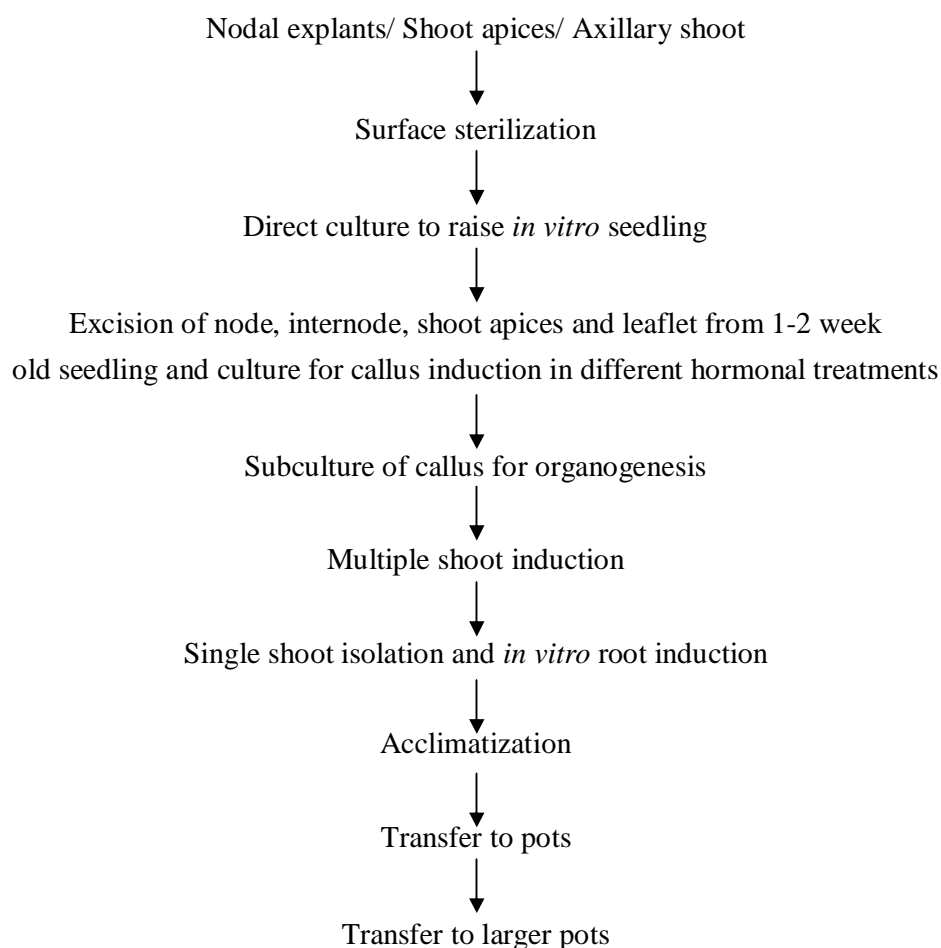 Nodal explants/ Shoot apices/ Axillary shoot
Surface sterilization
Direct culture to raise in vitro seedling
Excision of node, internode, shoot apices and leaflet from 1-2 week
old seedling and culture for callus induction in different hormonal treatments
Subculture of callus for organogenesis
Multiple shoot induction
Single shoot isolation and in vitro root induction
Acclimatization
Transfer to pots
Transfer to larger pots